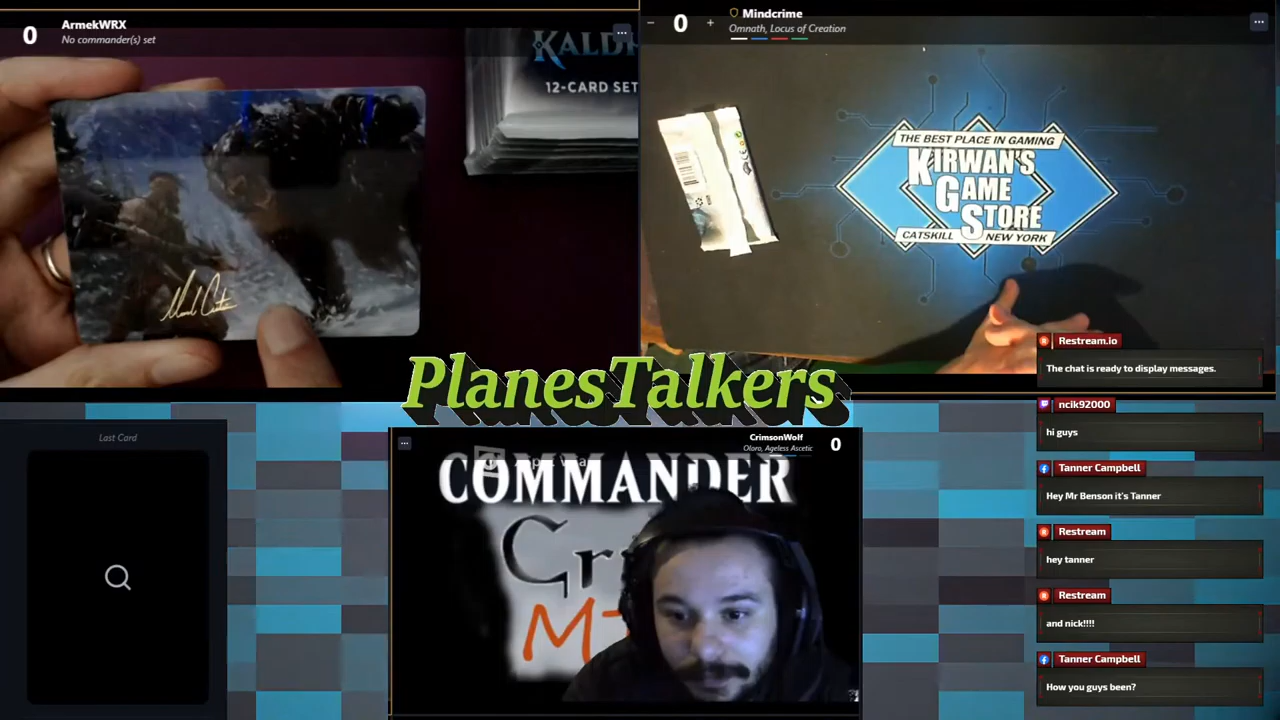 ArmekWRX
No commander(s) set
0
KALDH
12-CARD SET
0
Mindcrime
Omnath, Locus of Creation
THE BEST PLACE IN GAMING
KIRWAN'S
GAME
STORE
CATSKILL NEW YORK
PlanesTalkers
Last Card
CrimsonWolf
Oloro, Ageless Ascetic
0
COMMANDER
Cr
Restream.io
The chat is ready to display messages.
ncik92000
hi guys
Tanner Campbell
Hey Mr Benson it's Tanner
Restream
hey tanner
Restream
and nick!!!!
Tanner Campbell
How you guys been?